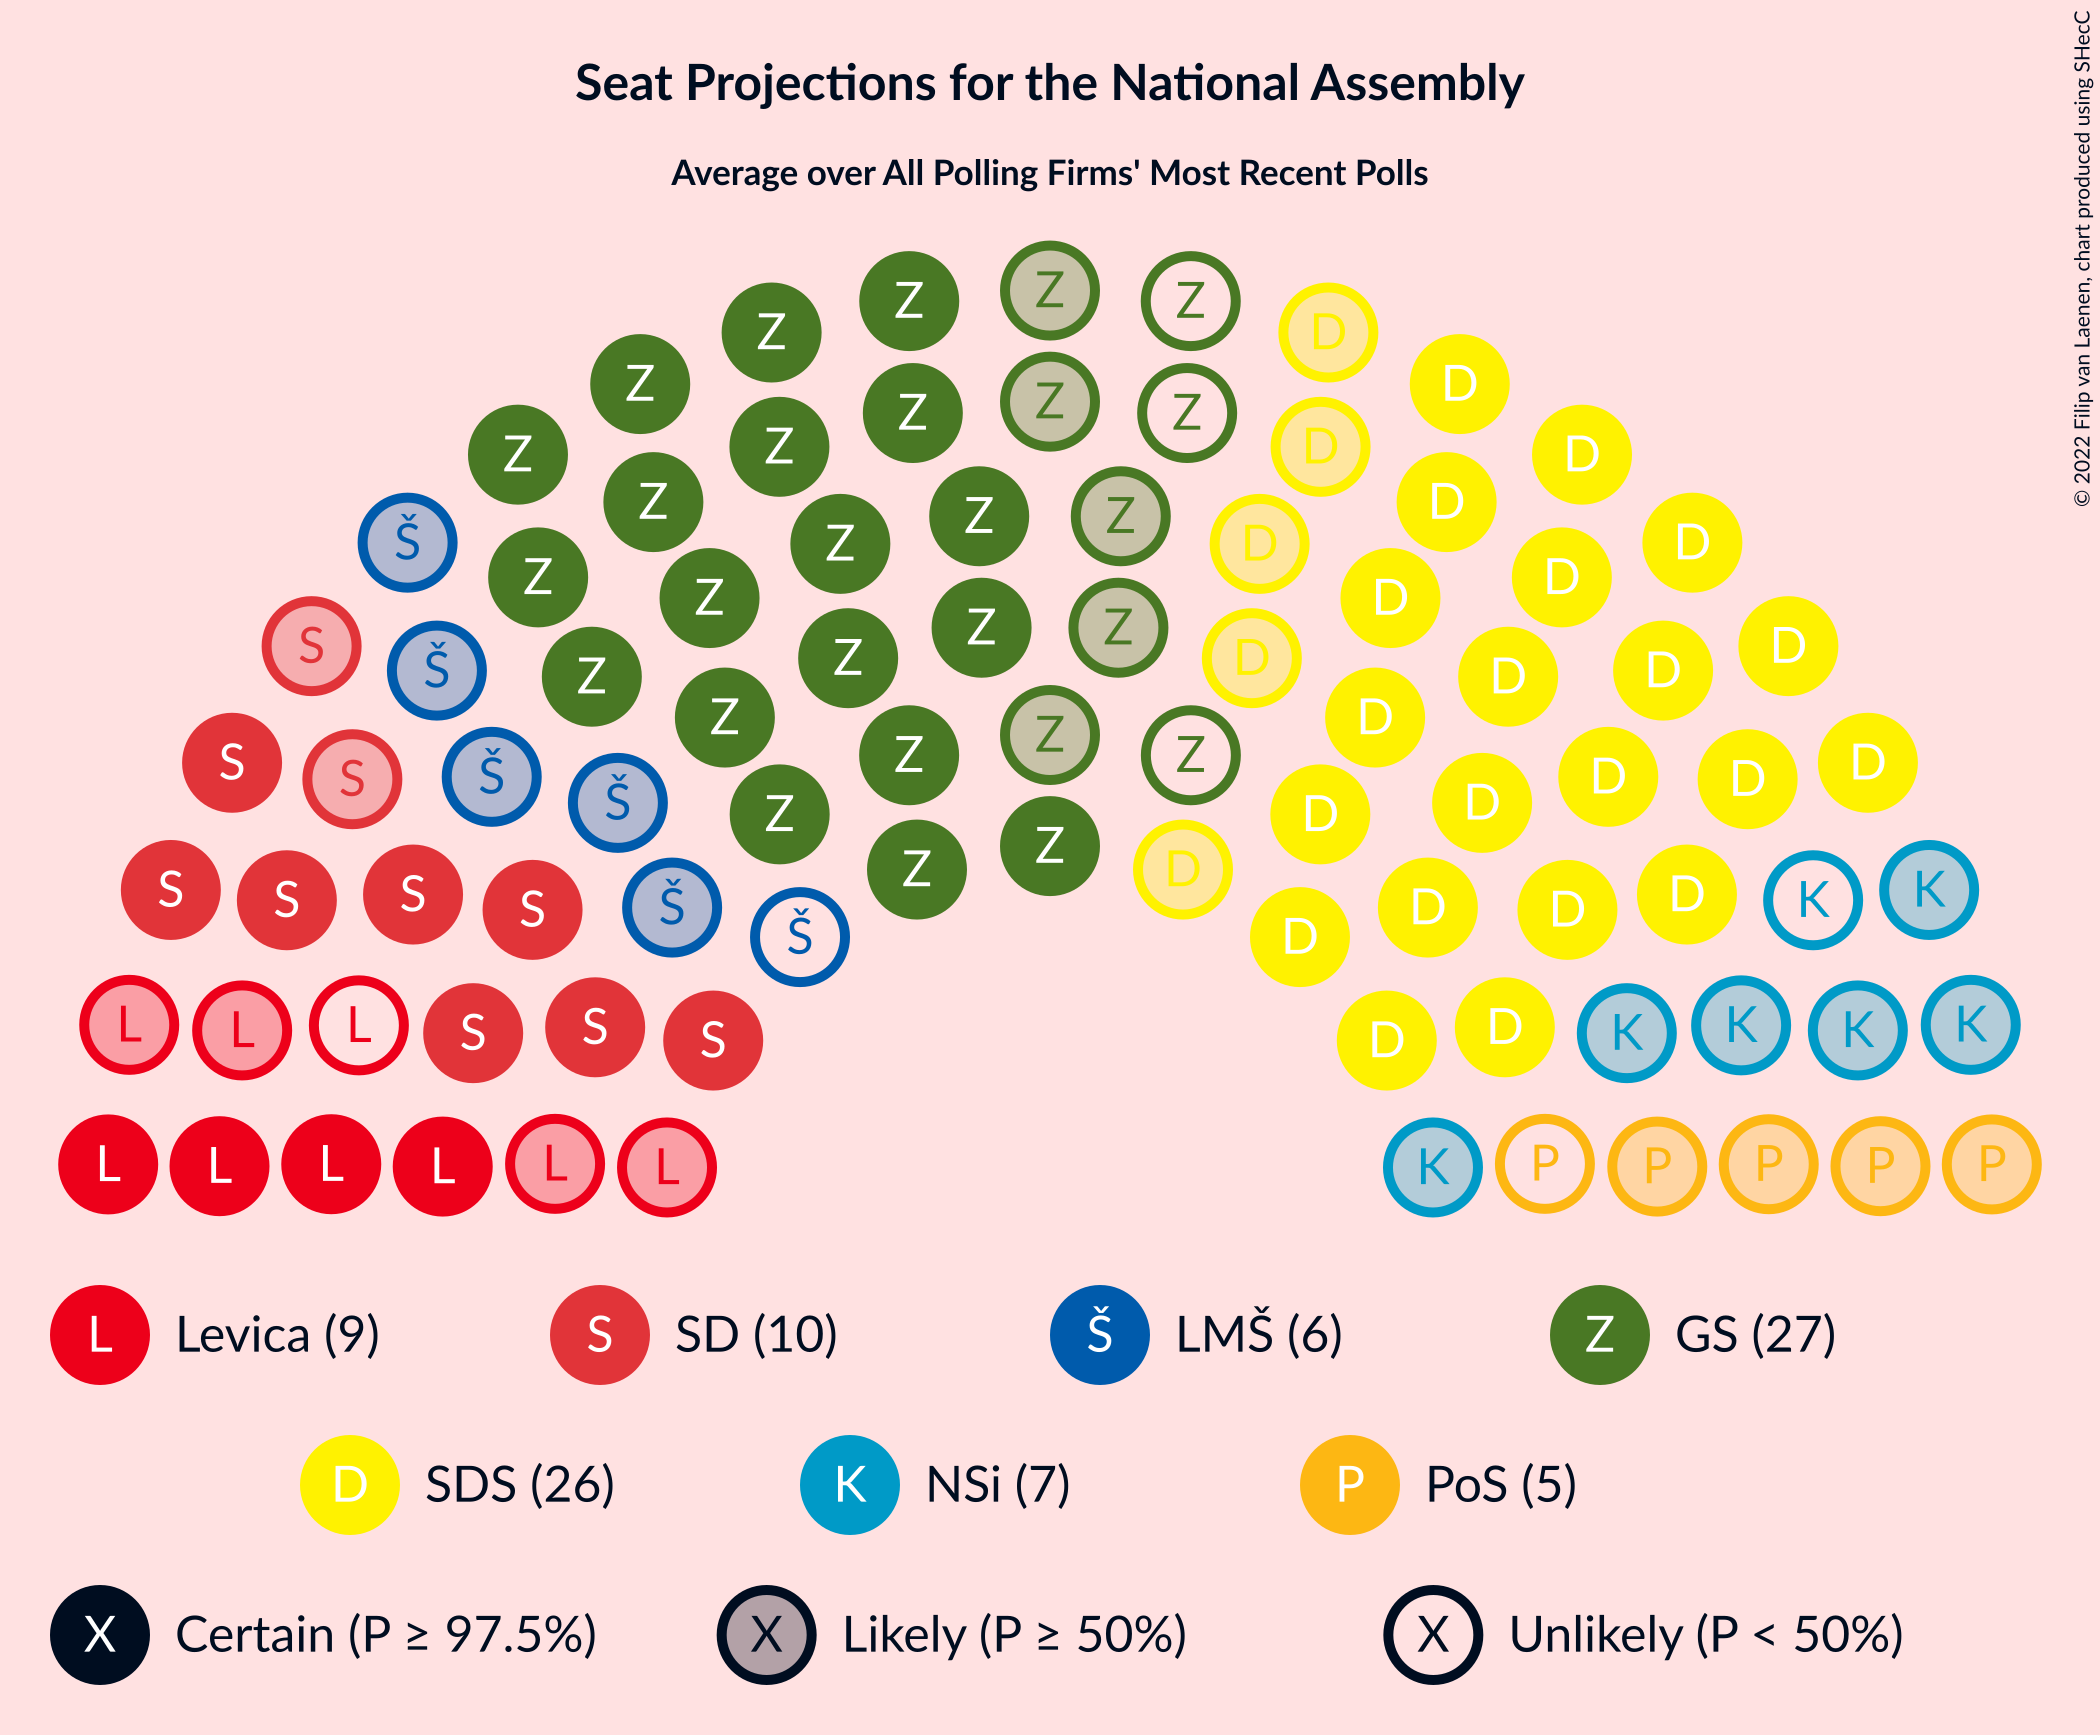 Seat Projections for the National Assembly
Average over All Polling Firms' Most Recent Polls
© 2022 Filip van Laenen, chart produced using SHecC
Z
Z Z
Z D
Z D
Z
Z Z
Z D
Z D
Z D
Z Z
Š Z D D
Z D
Z D
Z Z
S D
Z D
Š D
Z D
Z D
Z
Z Z
S D
S Š D D
Š D
Z D
Z
Z D
S K
S S S Š D D D K
Š D
L L L S S S D D K K K K
L L L L L L K P P P P P
L Levica (9) S SD (10) Š LMŠ (6) Z GS (27)
D SDS (26) K NSi (7) P PoS (5)
X Certain (P ≥ 97.5%) X Likely (P ≥ 50%) X Unlikely (P < 50%)